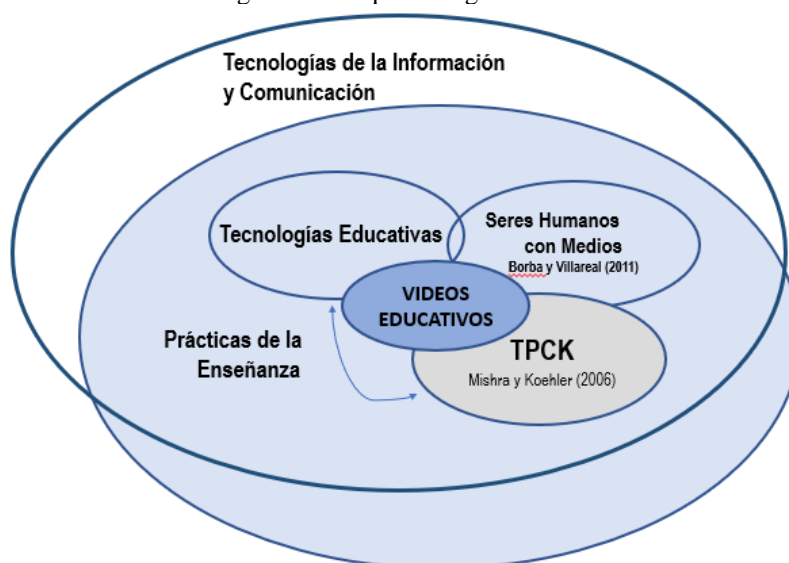 Tecnologías de la Información
y Comunicación
Tecnologías Educativas
Seres Humanos
con Medios
Borba y Villareal (2011)
VIDEOS
EDUCATIVOS
Prácticas de la
Enseñanza
TPCK
Mishra y Koehler (2006)